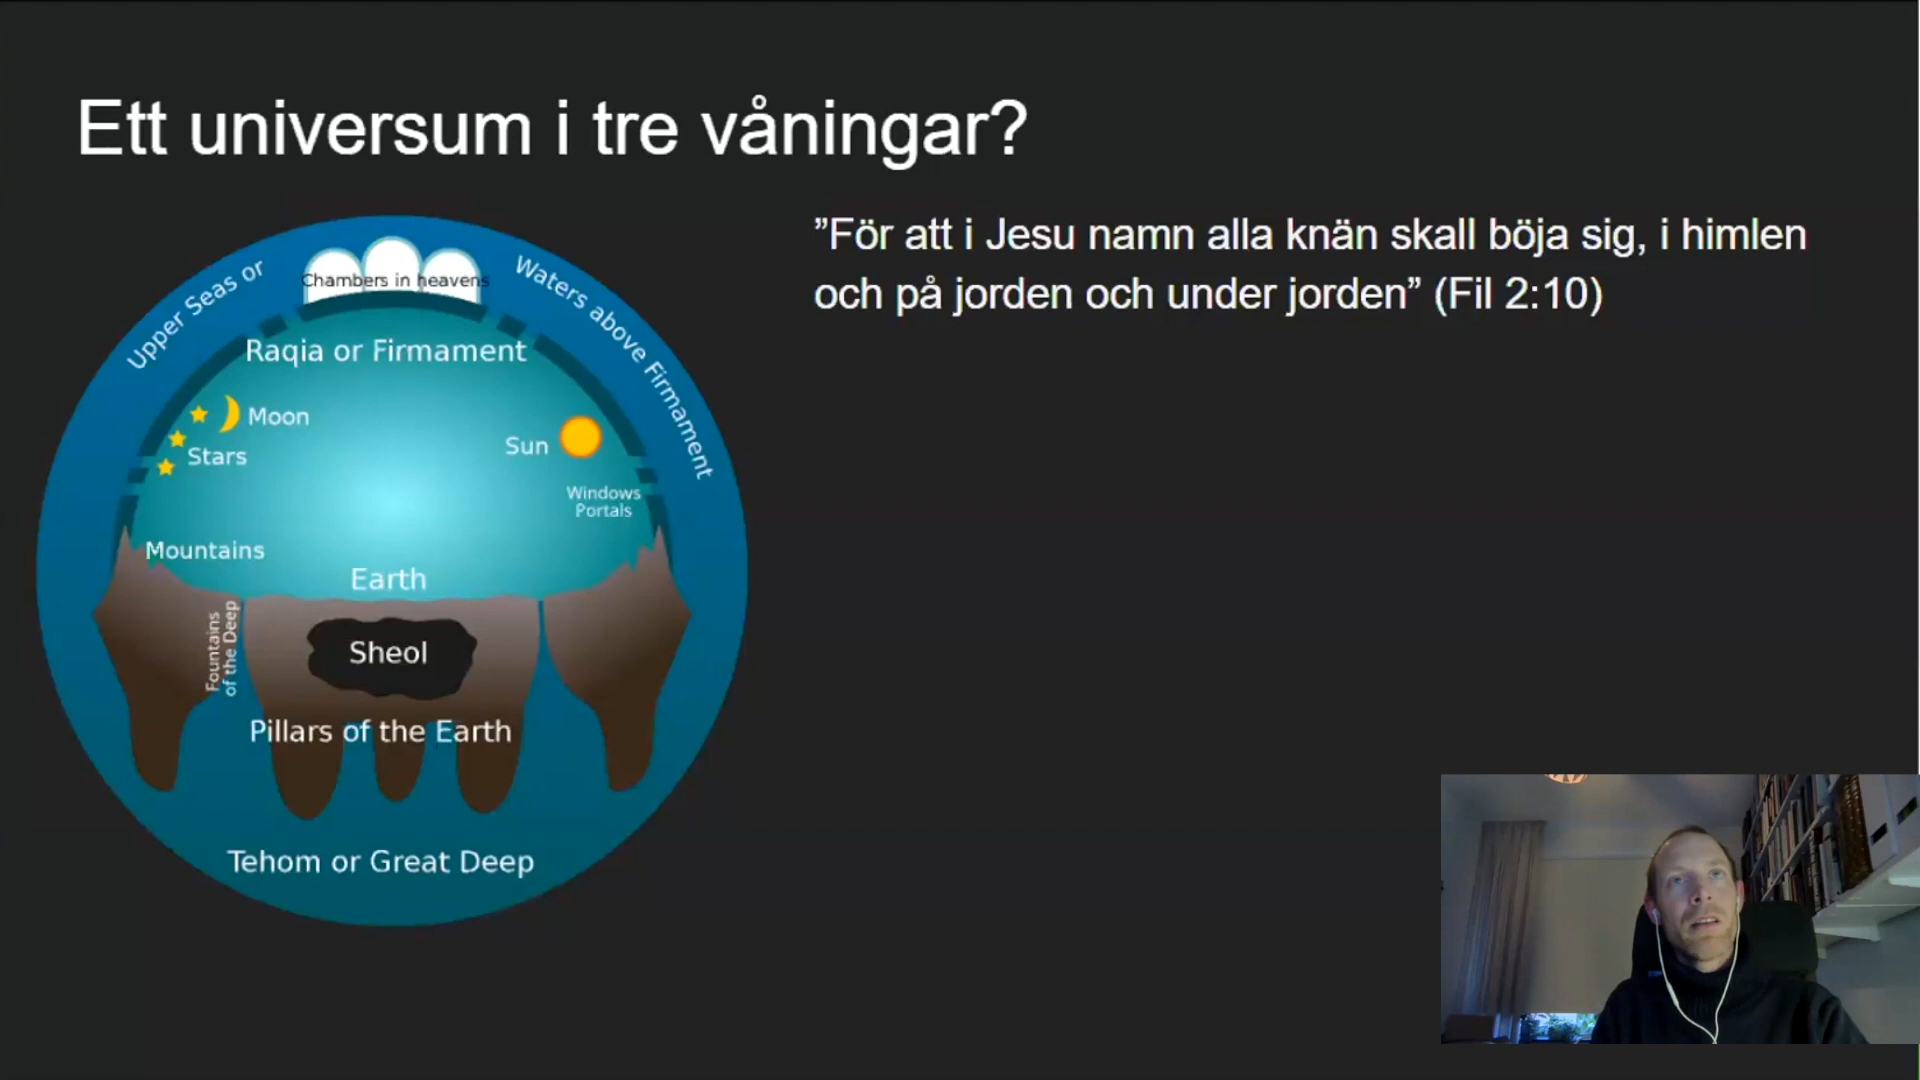 Ett universum i tre våningar?
”För att i Jesu namn alla knän skall böja sig, i himlen
och på jorden och under jorden” (Fil 2:10)
Upper Seas or
Waters above Firmament
Chambers in heavens
Raqia or Firmament
Moon
Stars
Sun
Windows
Portals
Mountains
Earth
Fountains
of the Deep
Sheol
Pillars of the Earth
Tehom or Great Deep